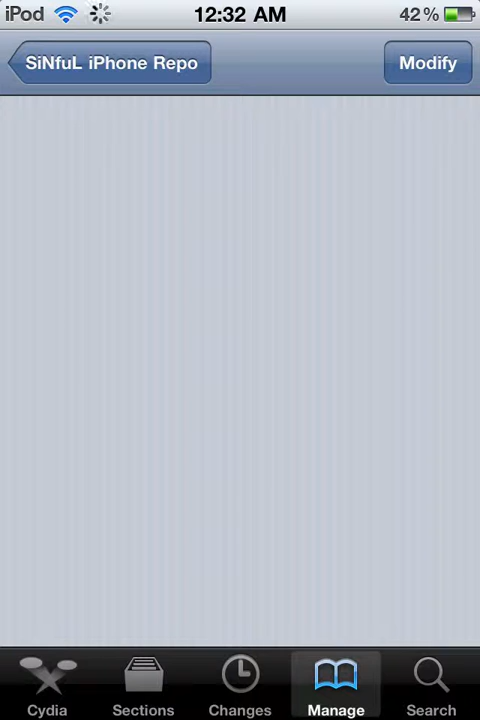 iPod 12:32 AM 42%
SiNfuL iPhone Repo Modify
Cydia Sections Changes Manage Search